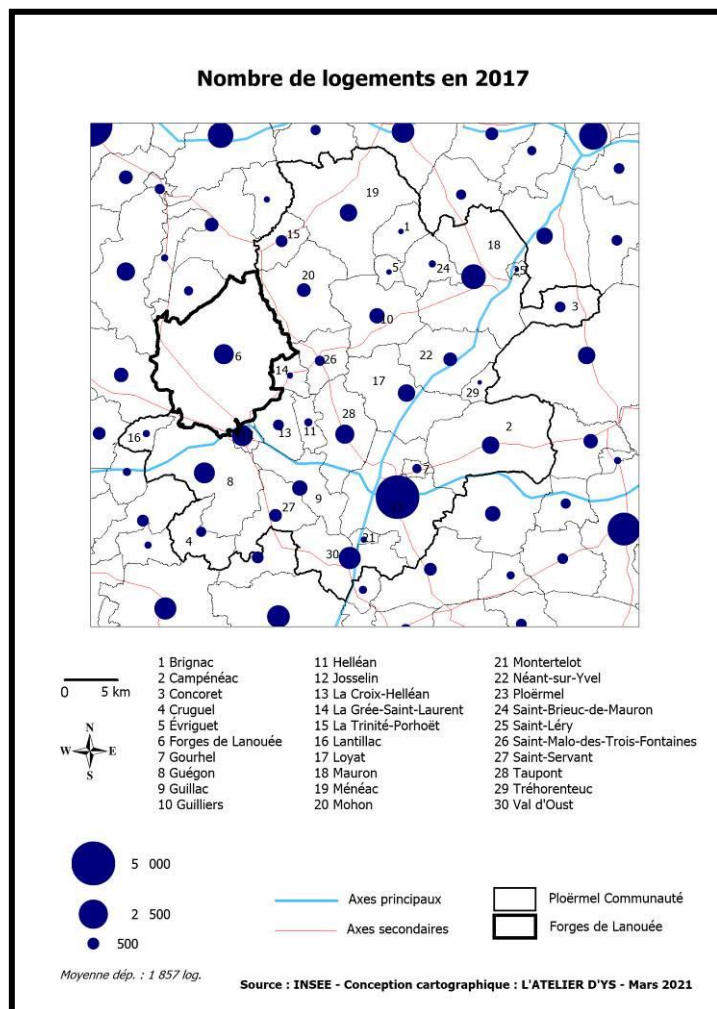 Nombre de logements en 2017
19
1
15
18
24
5
25
20
3
10
6
22
26
14
17
29
16
13
11
28
2
7
8
9
27
4
21
30
0 5 km
N
W E
S
1 Brignac
2 Campénéac
3 Concoret
4 Cruguel
5 Évriguet
6 Forges de Lanouée
7 Gourhel
8 Guégon
9 Guillac
10 Guilliers
11 Helléan
12 Josselin
13 La Croix-Helléan
14 La Grée-Saint-Laurent
15 La Trinité-Porhoët
16 Lantillac
17 Loyat
18 Mauron
19 Ménéac
20 Mohon
21 Montertelot
22 Néant-sur-Yvel
23 Ploërmel
24 Saint-Brieuc-de-Mauron
25 Saint-Léry
26 Saint-Malo-des-Trois-Fontaines
27 Saint-Servant
28 Taupont
29 Tréhorenteuc
30 Val d'Oust
5 000
2 500
500
Moyenne dép. : 1 857 log.
Axes principaux
Axes secondaires
Ploërmel Communauté
Forges de Lanouée
Source : INSEE - Conception cartographique : L'ATELIER D'YS - Mars 2021